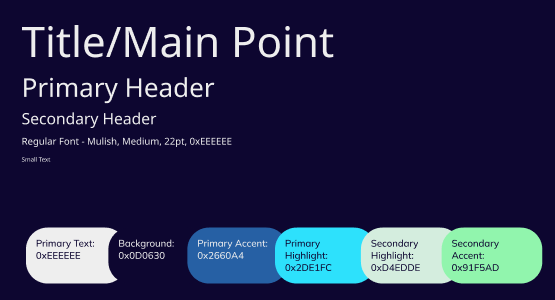 Title/Main Point
Primary Header
Secondary Header
Regular Font - Mulish, Medium, 22pt, 0xEEEEEE
Small Text
Primary Text:
0xEEEEEE
Background:
0x0D0630
Primary Accent:
0x2660A4
Primary
Highlight:
0x2DE1FC
Secondary
Highlight:
0xD4EDDE
Secondary
Accent:
0x91F5AD